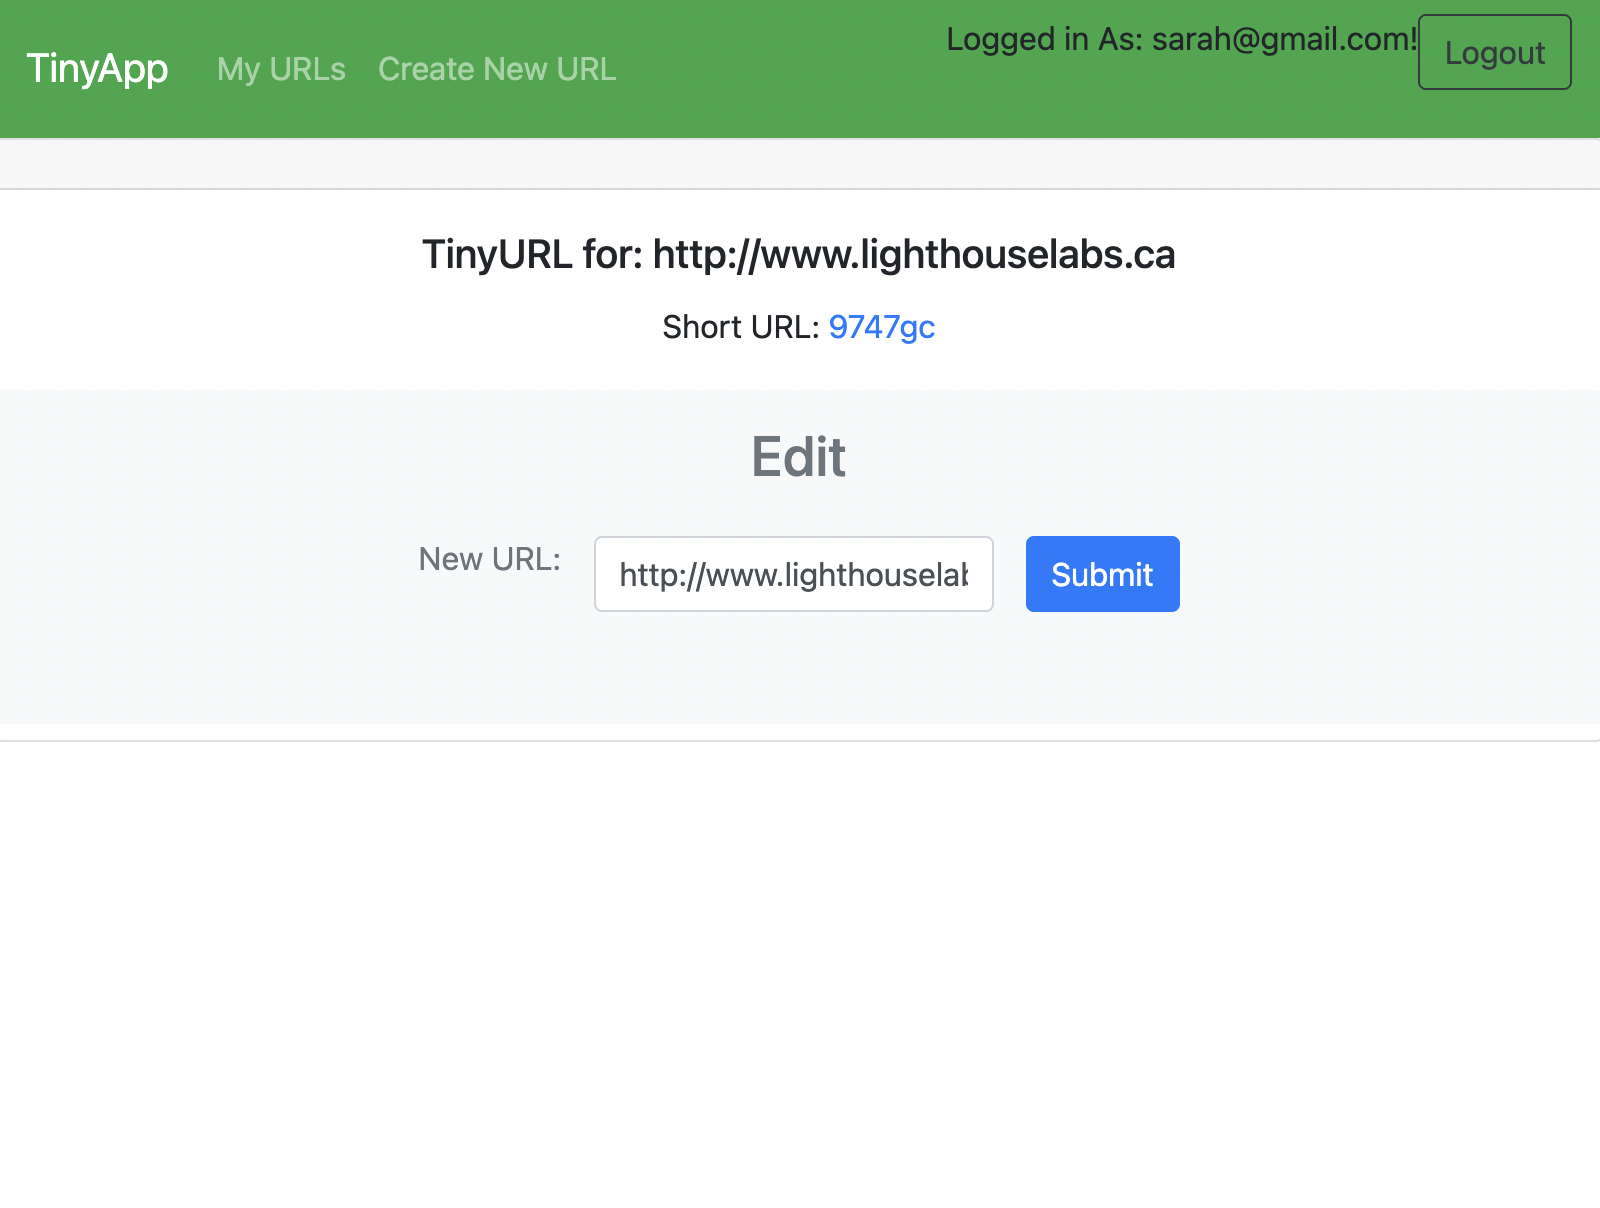 TinyApp My URLs Create New URL Logged in As: sarah@gmail.com! Logout
TinyURL for: http://www.lighthouselabs.ca
Short URL: 9747gc
Edit
New URL: http://www.lighthouselab Submit